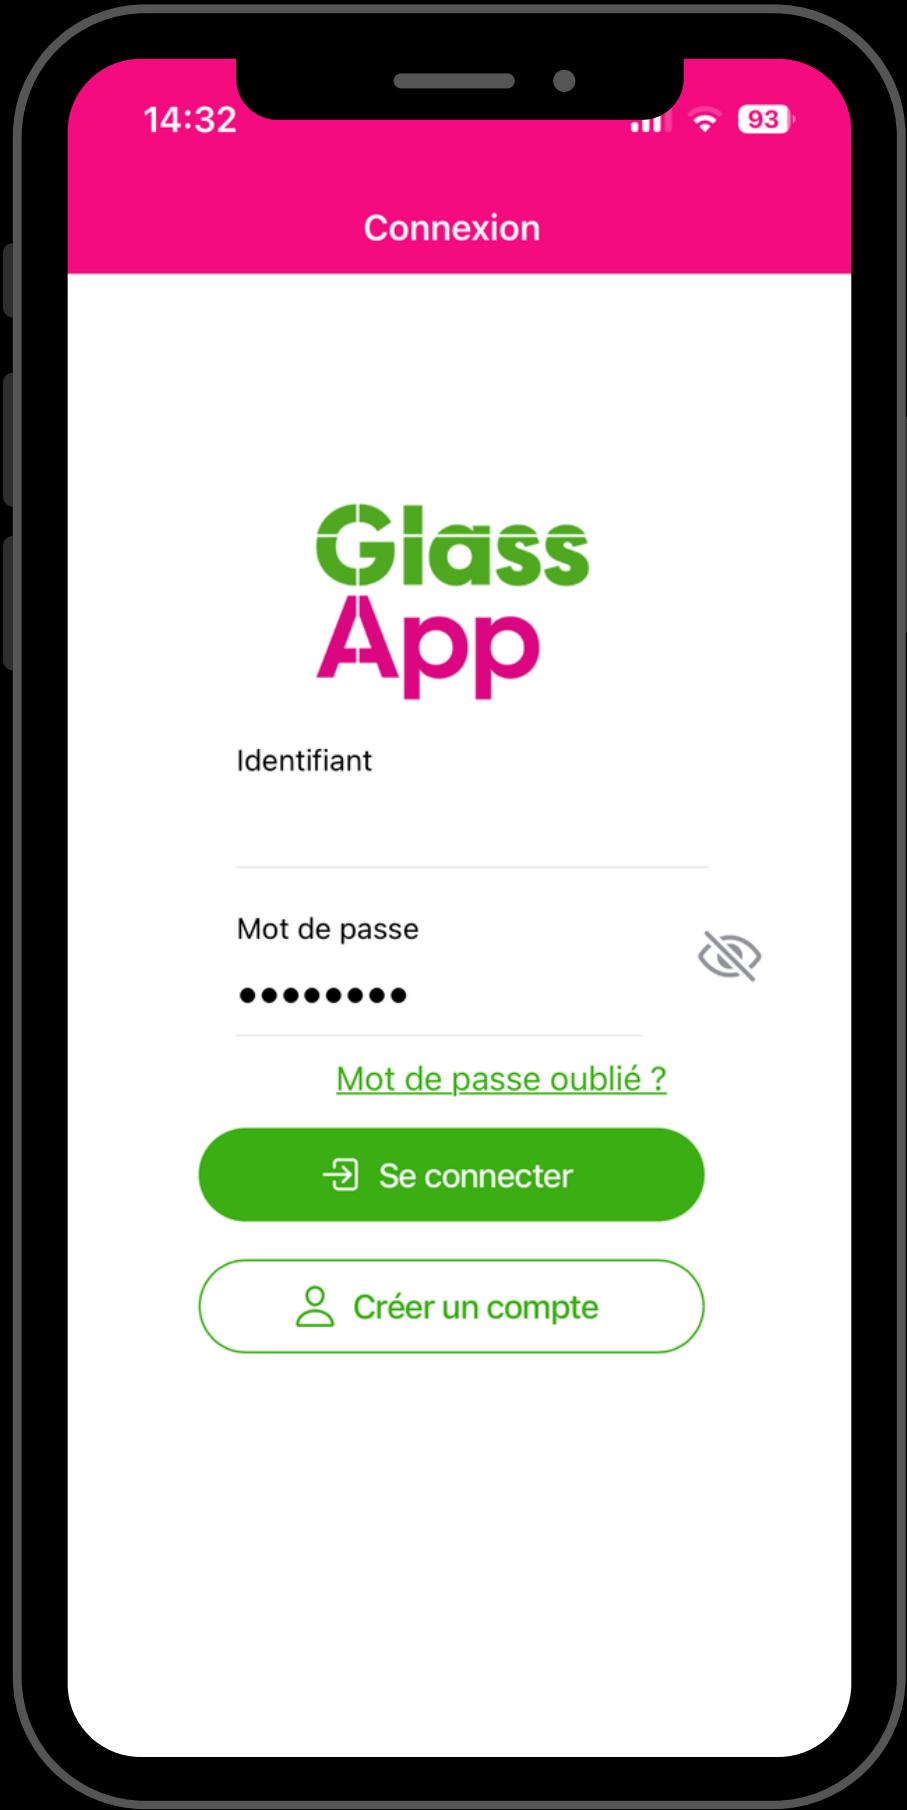 14:32
93
Connexion
Glass
App
Identifiant
Mot de passe
••••••••
Mot de passe oublié ?
Se connecter
Créer un compte